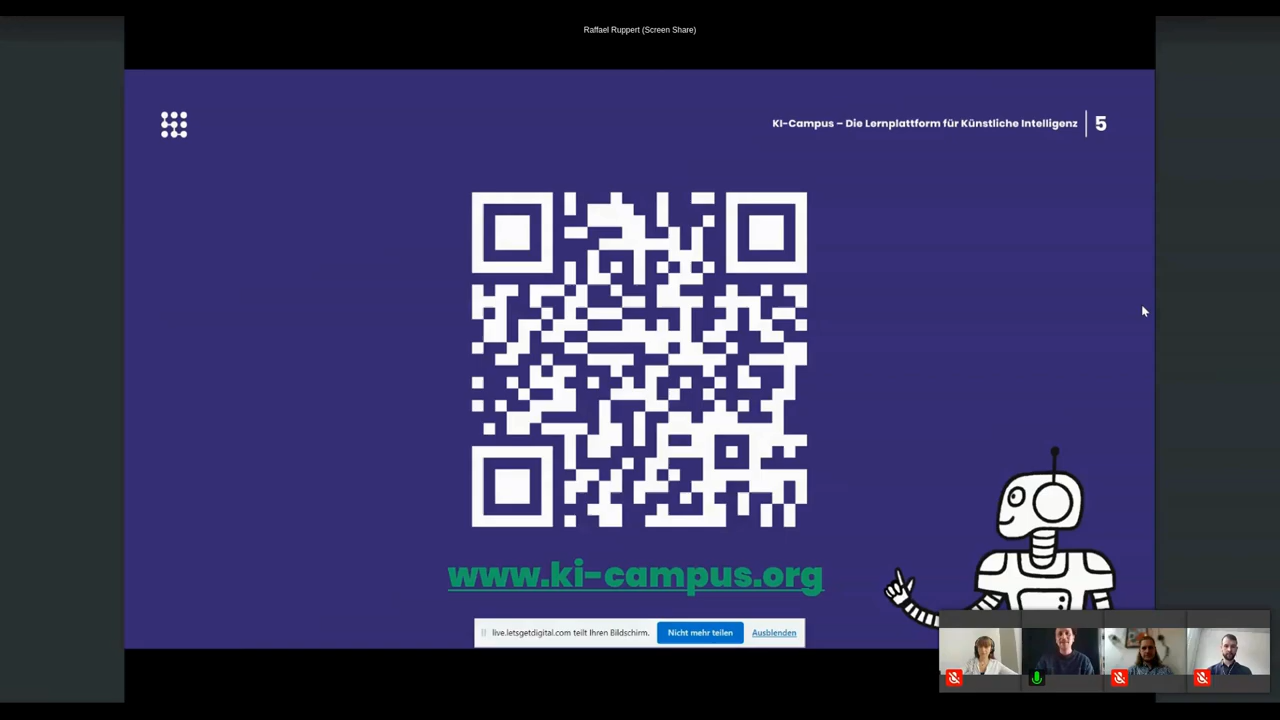 Raffael Ruppert (Screen Share)
KI-Campus – Die Lernplattform für Künstliche Intelligenz
5
www.ki-campus.org
live.letsgetdigital.com teilt Ihren Bildschirm.
Nicht mehr teilen
Ausblenden